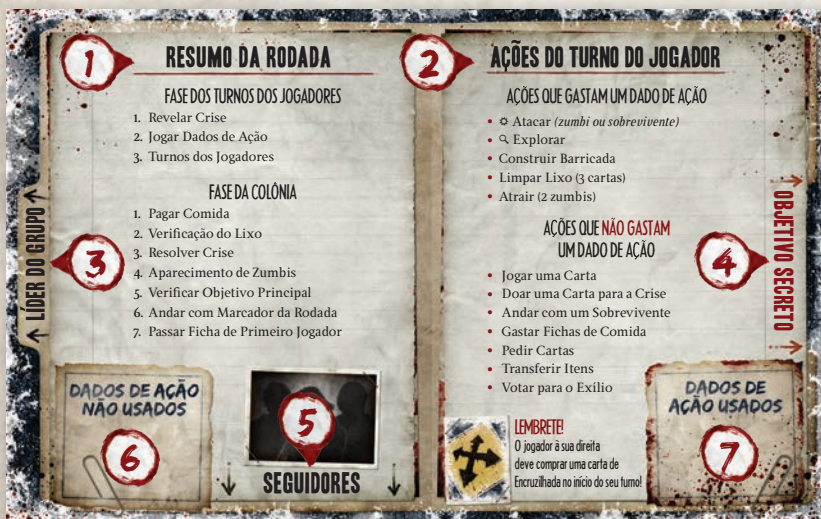 1
RESUMO DA RODADA
FASE DOS TURNOS DOS JOGADORES
1. Revelar Crise
2. Jogar Dados de Ação
3. Turnos dos Jogadores
FASE DA COLÔNIA
1. Pagar Comida
2. Verificação do Lixo
3. Resolver Crise
4. Aparecimento de Zumbis
5. Verificar Objetivo Principal
6. Andar com Marcador da Rodada
7. Passar Ficha de Primeiro Jogador
LÍDER DO GRUPO
3
DADOS DE AÇÃO
NÃO USADOS
6
5
SEGUIDORES
2
AÇÕES DO TURNO DO JOGADOR
AÇÕES QUE GASTAM UM DADO DE AÇÃO
• Atacar (zumbi ou sobrevivente)
• Explorar
• Construir Barricada
• Limpar Lixo (3 cartas)
• Atrair (2 zumbis)
AÇÕES QUE NÃO GASTAM
UM DADO DE AÇÃO
• Jogar uma Carta
• Doar uma Carta para a Crise
• Andar com um Sobrevivente
• Gastar Fichas de Comida
• Pedir Cartas
• Transferir Itens
• Votar para o Exílio
4
OBJETIVO SECRETO
LEMBRETE!
O jogador à sua direita
deve comprar uma carta de
Encruzilhada no início do seu turno!
DADOS DE
AÇÃO USADOS
7